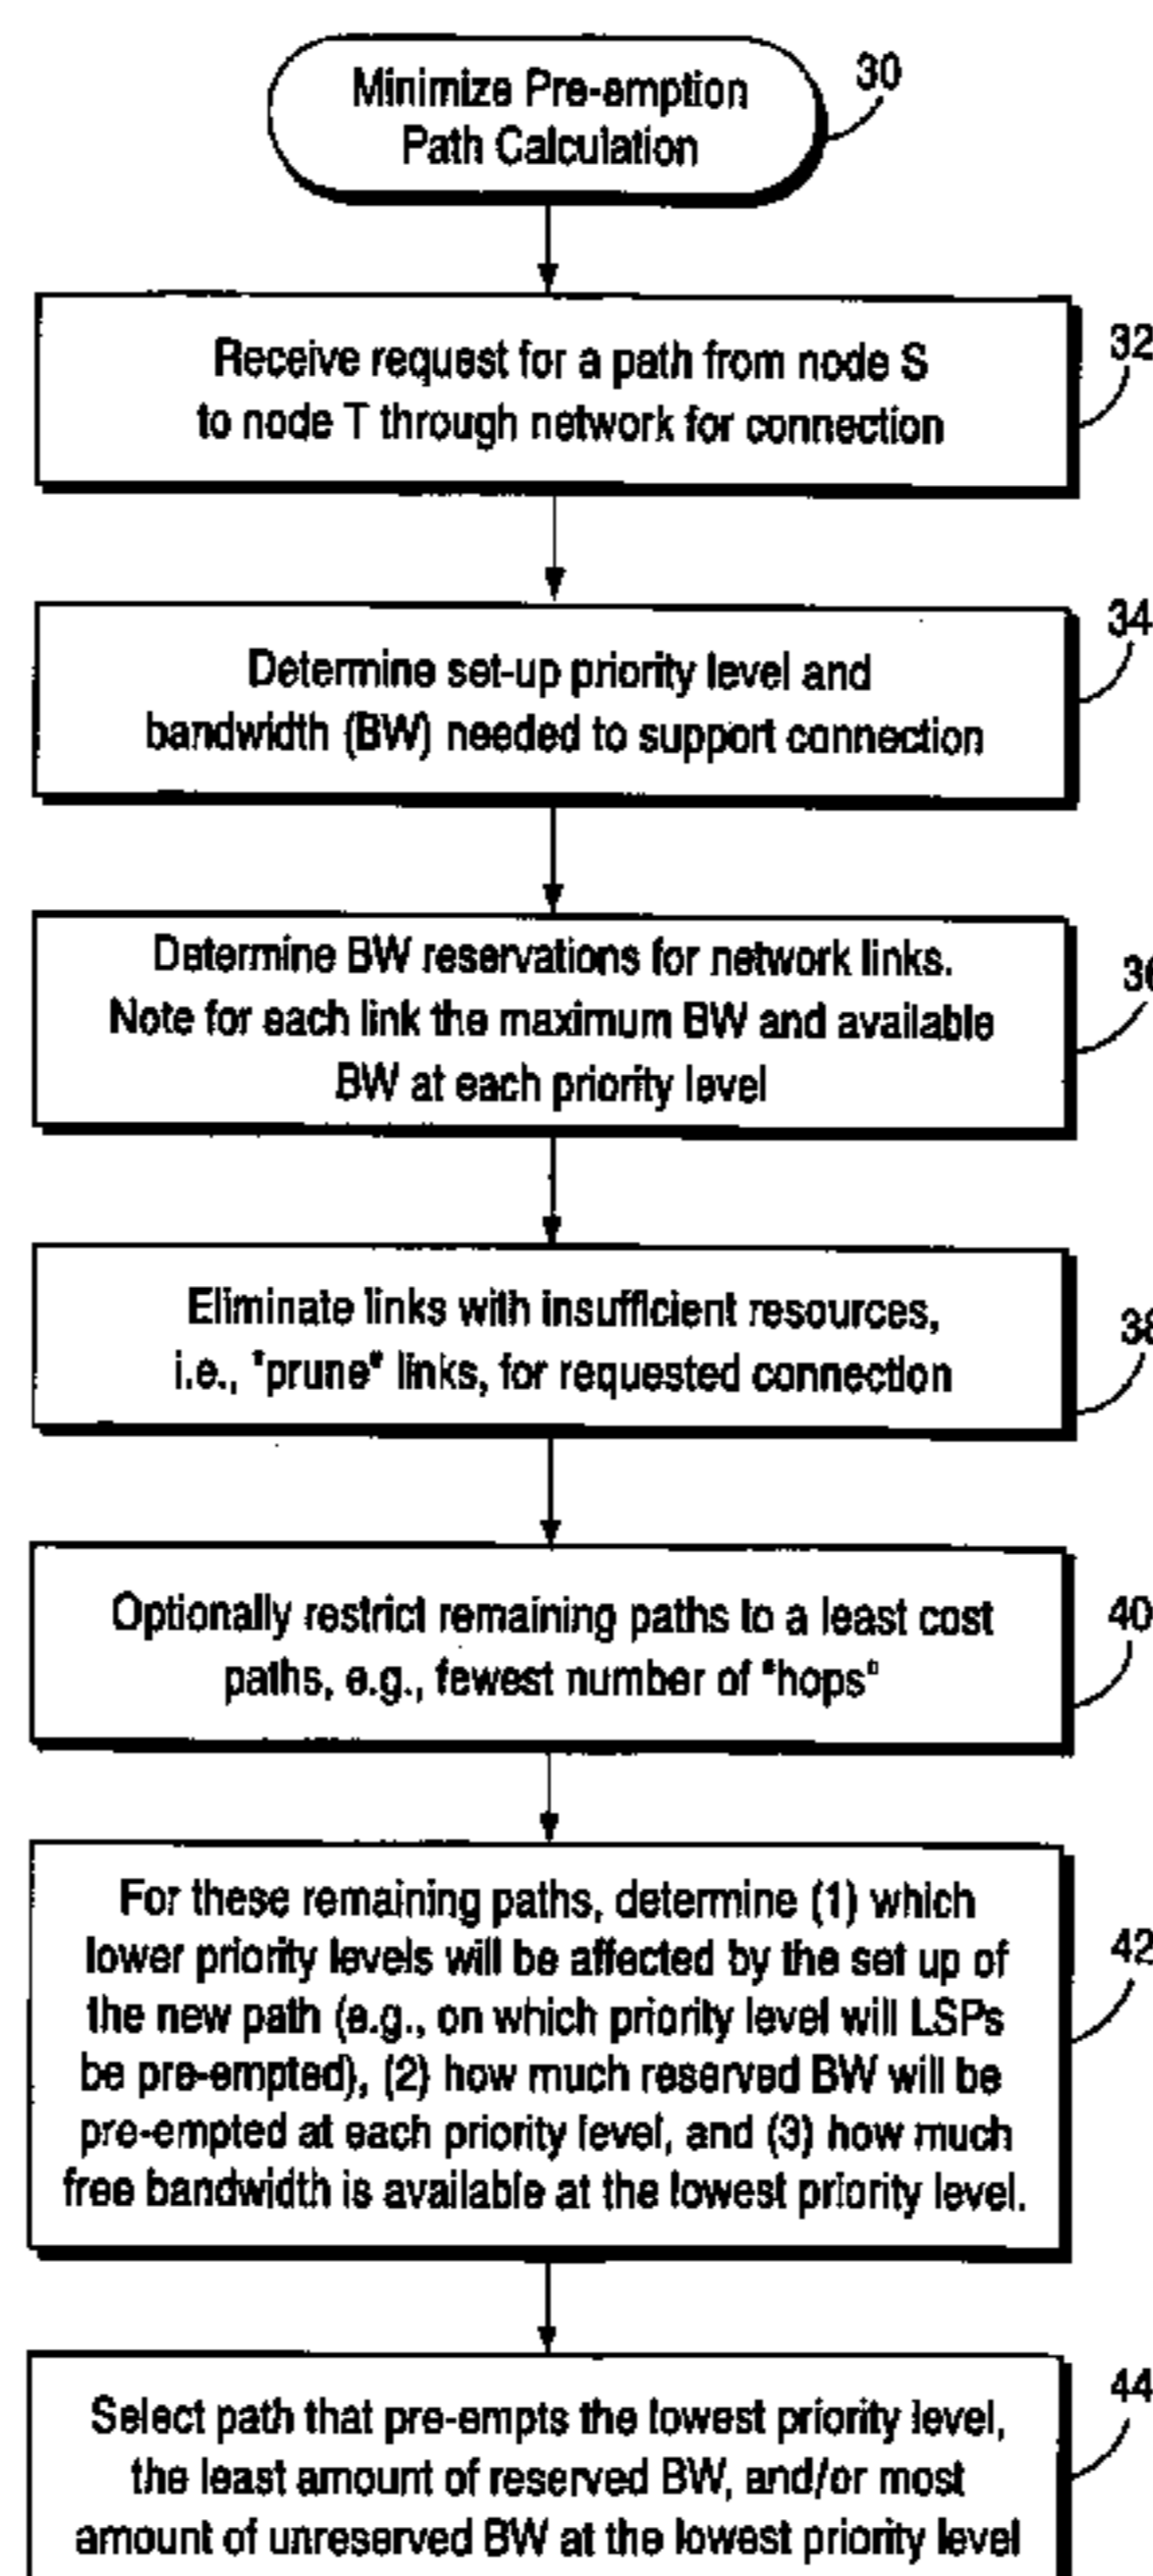 Minimize Pre-emption
Path Calculation
30
Receive request for a path from node S
to node T through network for connection
32
Determine set-up priority level and
bandwidth (BW) needed to support connection
34
Determine BW reservations for network links.
Note for each link the maximum BW and available
BW at each priority level
36
Eliminate links with insufficient resources,
i.e., "prune" links, for requested connection
38
Optionally restrict remaining paths to a least cost
paths, e.g., fewest number of "hops"
40
For these remaining paths, determine (1) which
lower priority levels will be affected by the set up of
the new path (e.g., on which priority level will LSPs
be pre-empted), (2) how much reserved BW will be
pre-empted at each priority level, and (3) how much
free bandwidth is available at the lowest priority level.
42
Select path that pre-empts the lowest priority level,
the least amount of reserved BW, and/or most
amount of unreserved BW at the lowest priority level
44